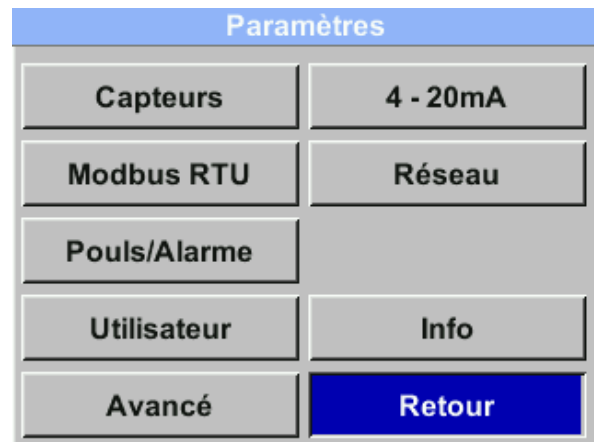 Paramètres
Capteurs 4 - 20mA
Modbus RTU Réseau
Pouls/Alarme
Utilisateur Info
Avancé Retour